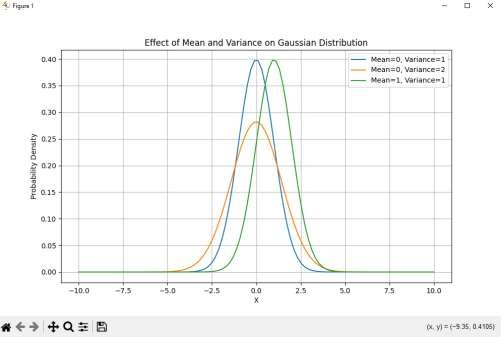 Figure 1
Effect of Mean and Variance on Gaussian Distribution
Mean=0, Variance=1
Mean=0, Variance=2
Mean=1, Variance=1
0.40
0.35
0.30
0.25
0.20
0.15
0.10
0.05
0.00
Probability Density
−10.0 −7.5 −5.0 −2.5 0.0 2.5 5.0 7.5 10.0
X
(x, y) = (−9.35, 0.4105)